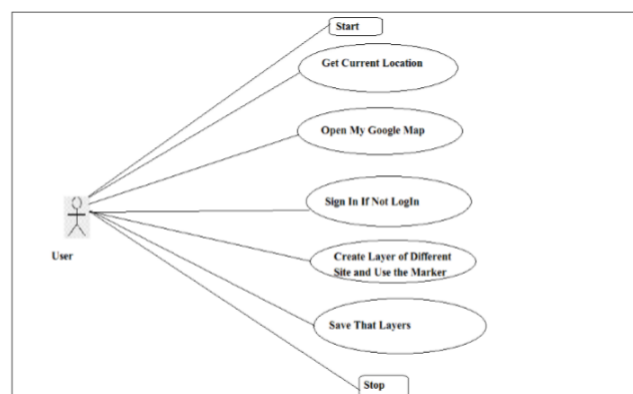 Start
Get Current Location
Open My Google Map
Sign In If Not LogIn
User
Create Layer of Different
Site and Use the Marker
Save That Layers
Stop